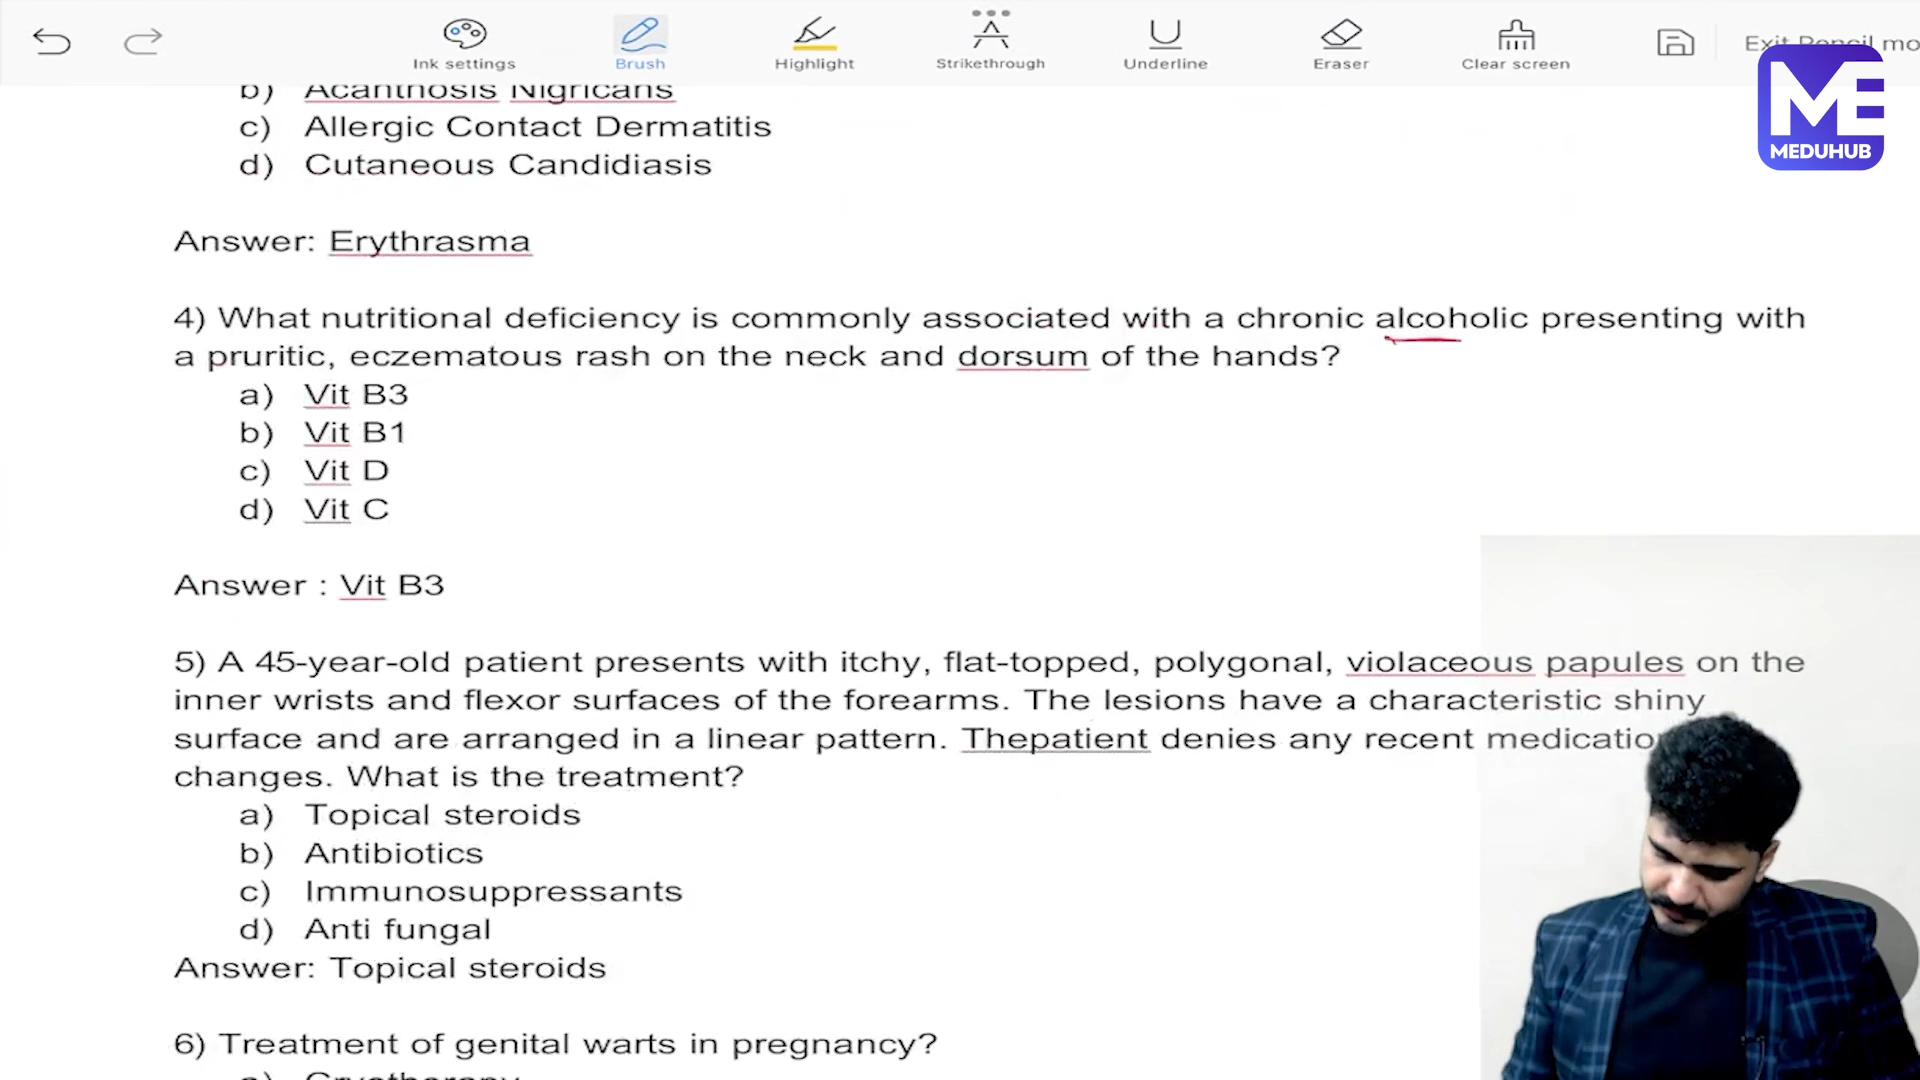 Ink settings
Brush
Highlight
Strikethrough
Underline
Eraser
Clear screen
Exit Pencil mo
MEDUHUB
b) Acanthosis Nigricans
c) Allergic Contact Dermatitis
d) Cutaneous Candidiasis
Answer: Erythrasma
4) What nutritional deficiency is commonly associated with a chronic alcoholic presenting with
a pruritic, eczematous rash on the neck and dorsum of the hands?
a) Vit B3
b) Vit B1
c) Vit D
d) Vit C
Answer : Vit B3
5) A 45-year-old patient presents with itchy, flat-topped, polygonal, violaceous papules on the
inner wrists and flexor surfaces of the forearms. The lesions have a characteristic shiny
surface and are arranged in a linear pattern. Thepatient denies any recent medicatio
changes. What is the treatment?
a) Topical steroids
b) Antibiotics
c) Immunosuppressants
d) Anti fungal
Answer: Topical steroids
6) Treatment of genital warts in pregnancy?
a) Cryotherapy